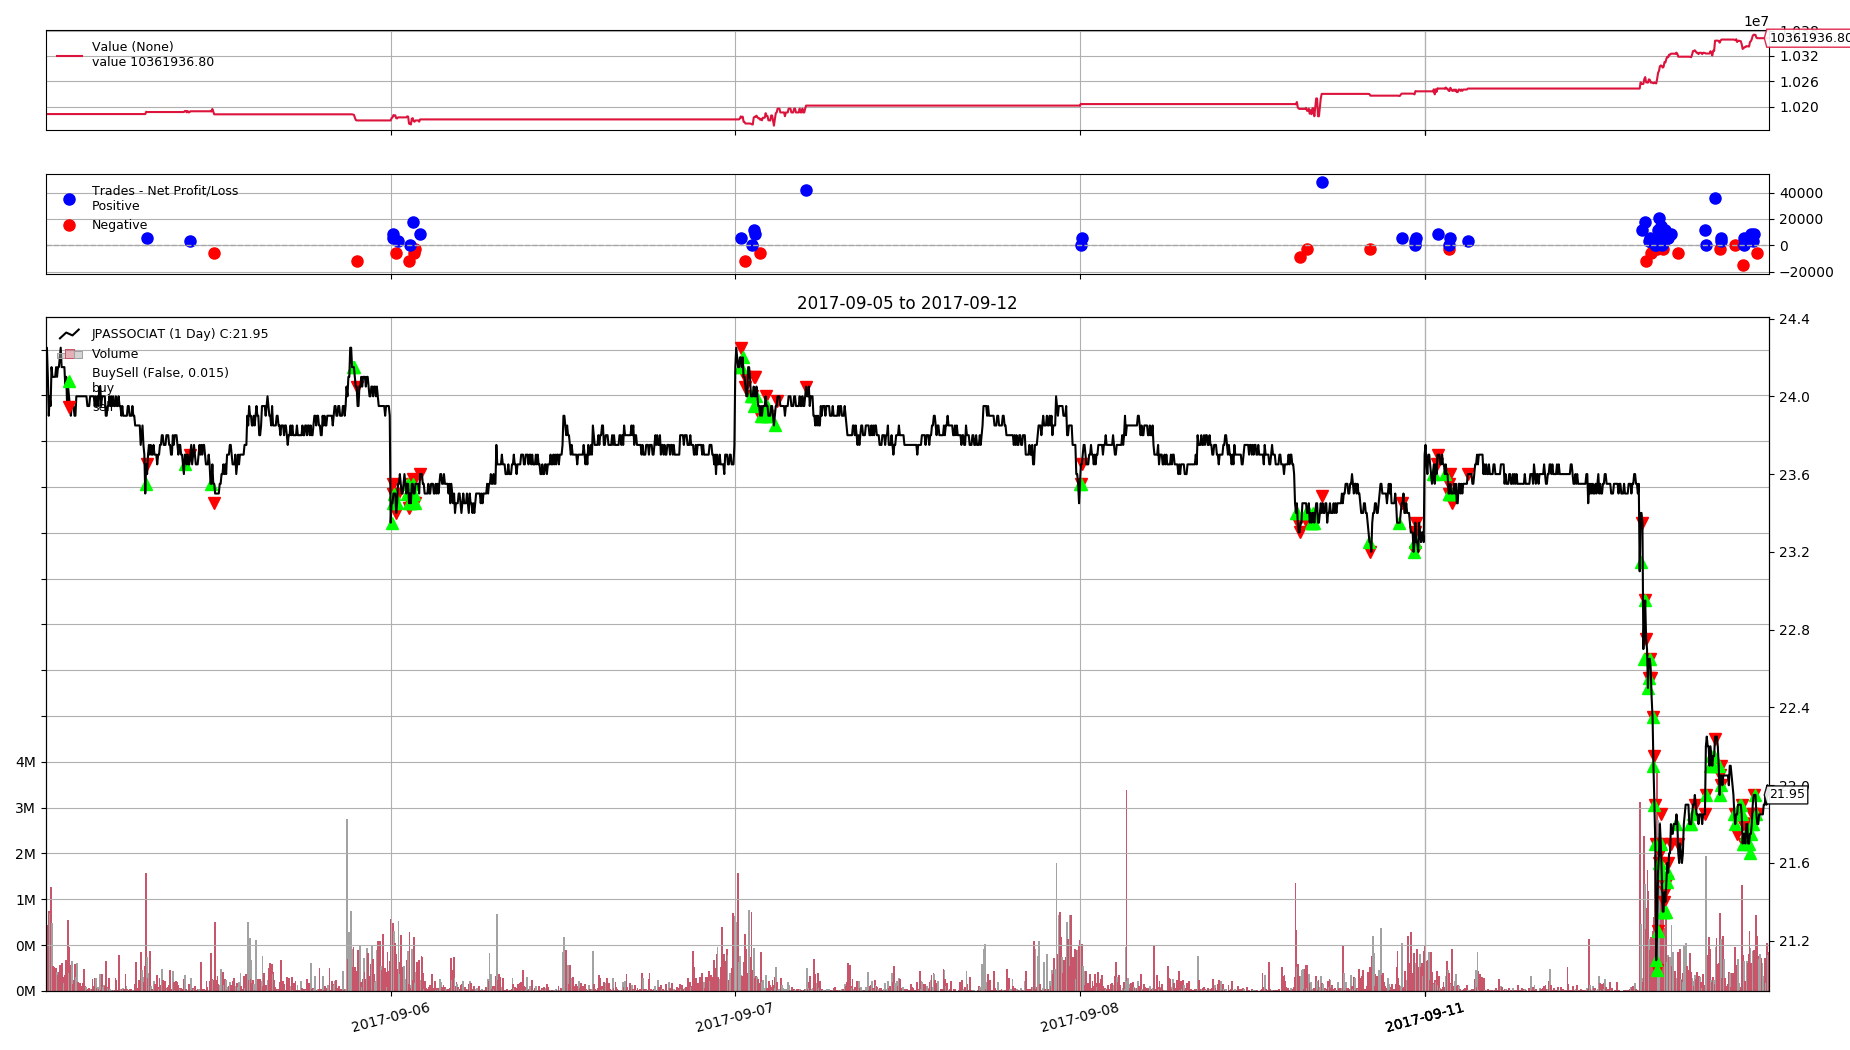 1e7
Value (None)
value 10361936.80
10361936.80
1.032
1.026
1.020
Trades - Net Profit/Loss
Positive
Negative
40000
20000
0
−20000
2017-09-05 to 2017-09-12
JPASSOCIAT (1 Day) C:21.95
Volume
BuySell (False, 0.015)
buy
sell
24.4
24.0
23.6
23.2
22.8
22.4
21.95
21.6
21.2
4M
3M
2M
1M
0M
0M
2017-09-06
2017-09-07
2017-09-08
2017-09-11